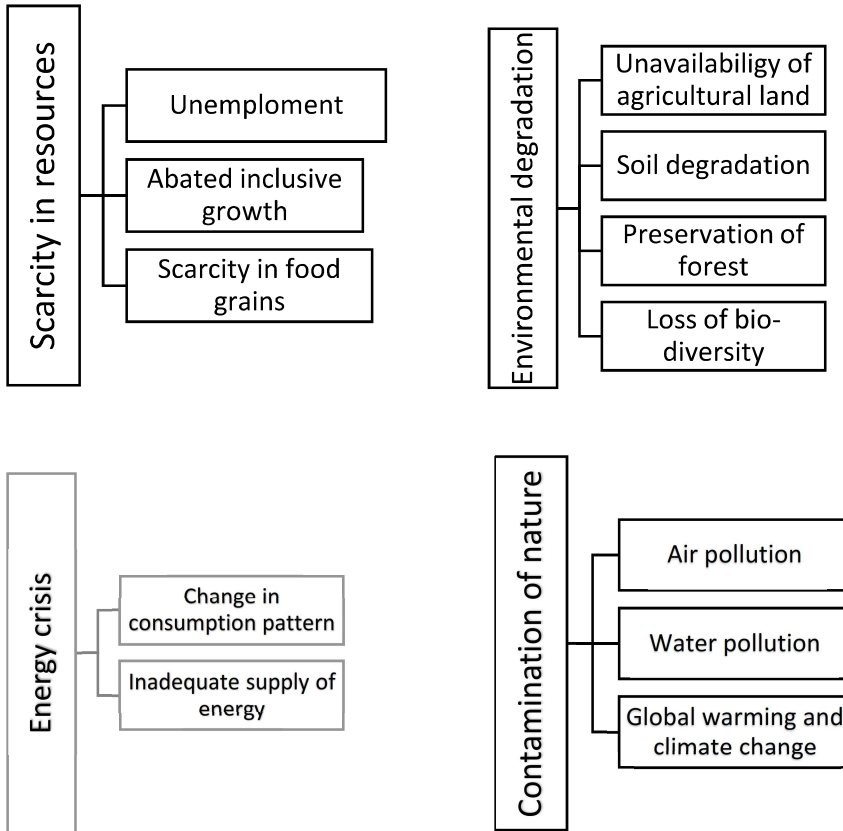 Scarcity in resources
Unemploment
Abated inclusive
growth
Scarcity in food
grains
Environmental degradation
Unavailabiligy of
agricultural land
Soil degradation
Preservation of
forest
Loss of bio-
diversity
Energy crisis
Change in
consumption pattern
Inadequate supply of
energy
Contamination of nature
Air pollution
Water pollution
Global warming and
climate change